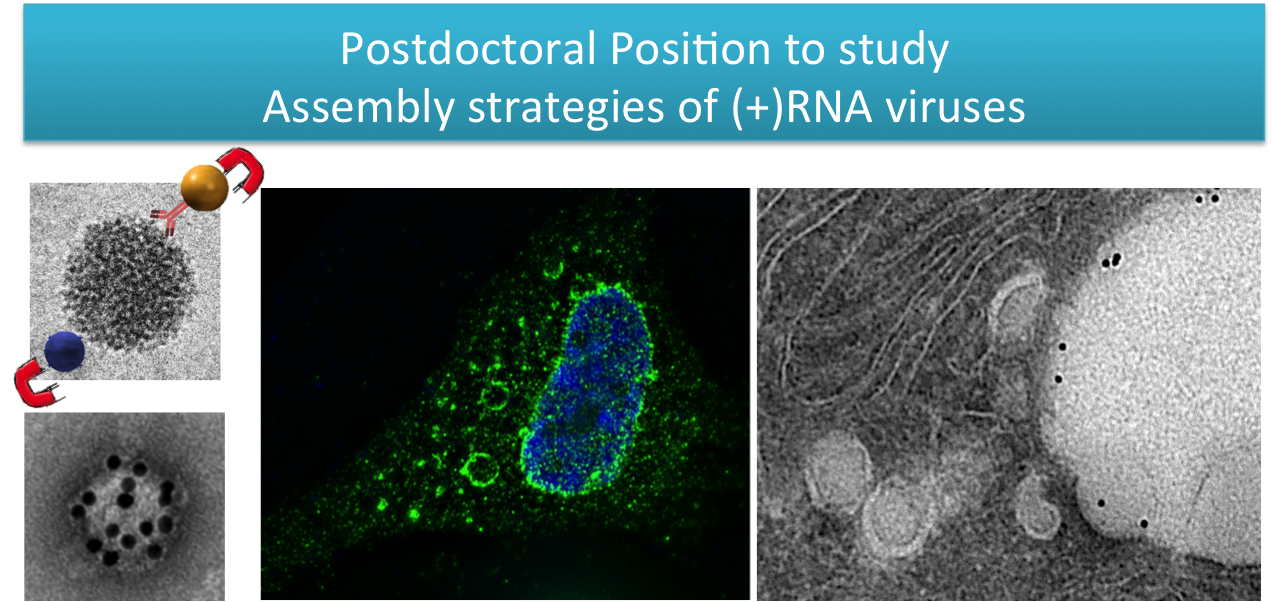 Postdoctoral Position to study
Assembly strategies of (+)RNA viruses